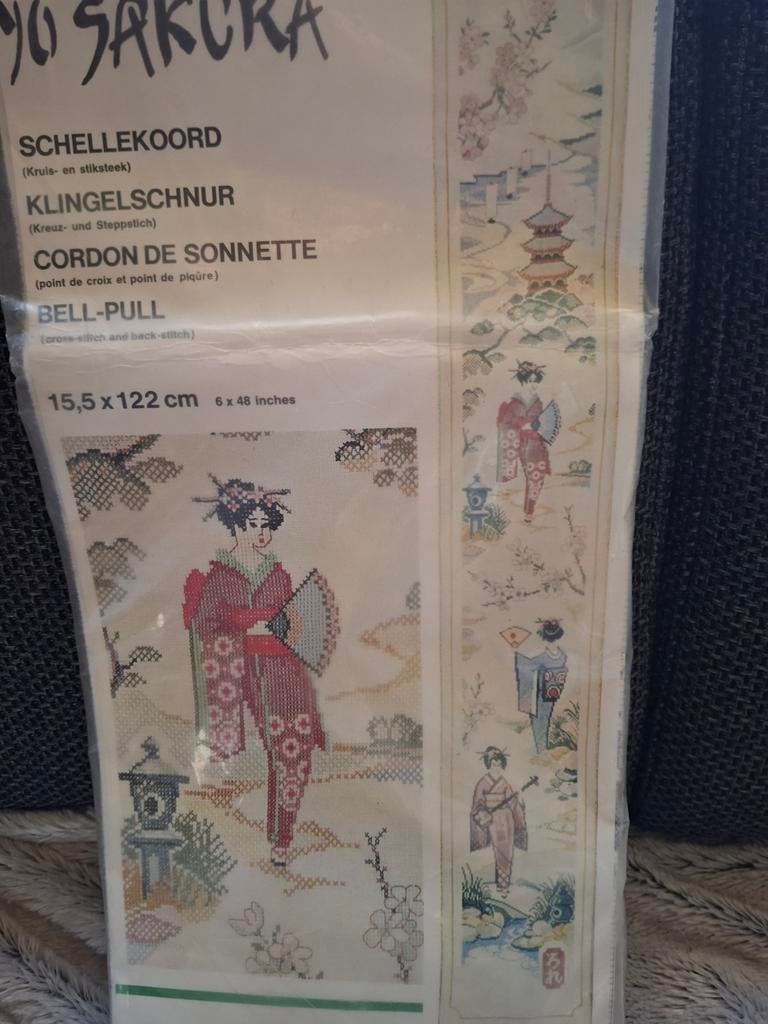 YO SAKURA
SCHELLEKOORD
(Kruis- en stiksteek)
KLINGELSCHNUR
(Kreuz- und Steppstich)
CORDON DE SONNETTE
(point de croix et point de piqûre)
BELL-PULL
(cross-stitch and back-stitch)
15,5 x 122 cm 6 x 48 inches